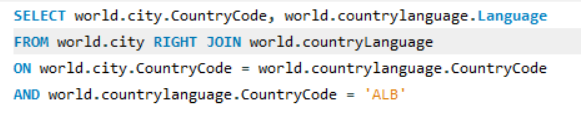 SELECT world.city.CountryCode, world.countrylanguage.Language
FROM world.city RIGHT JOIN world.countryLanguage
ON world.city.CountryCode = world.countrylanguage.CountryCode
AND world.countrylanguage.CountryCode = 'ALB'